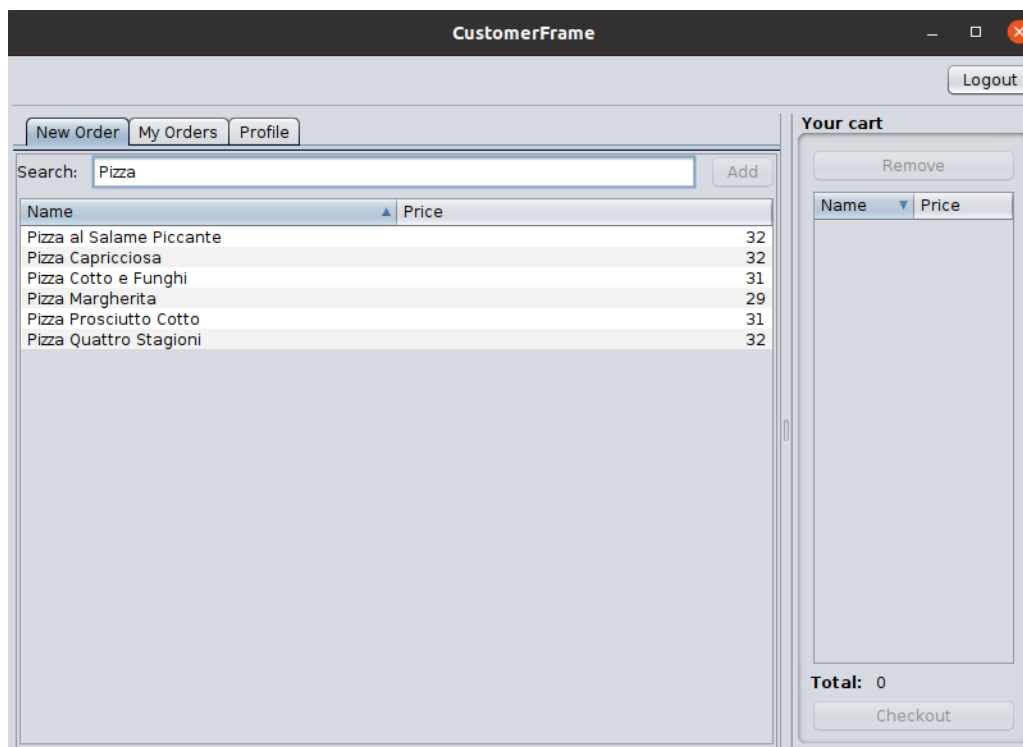 CustomerFrame
Logout
New Order My Orders Profile
Search: Pizza Add
Name Price
Pizza al Salame Piccante 32
Pizza Capricciosa 32
Pizza Cotto e Funghi 31
Pizza Margherita 29
Pizza Prosciutto Cotto 31
Pizza Quattro Stagioni 32
Your cart
Remove
Name Price
Total: 0
Checkout